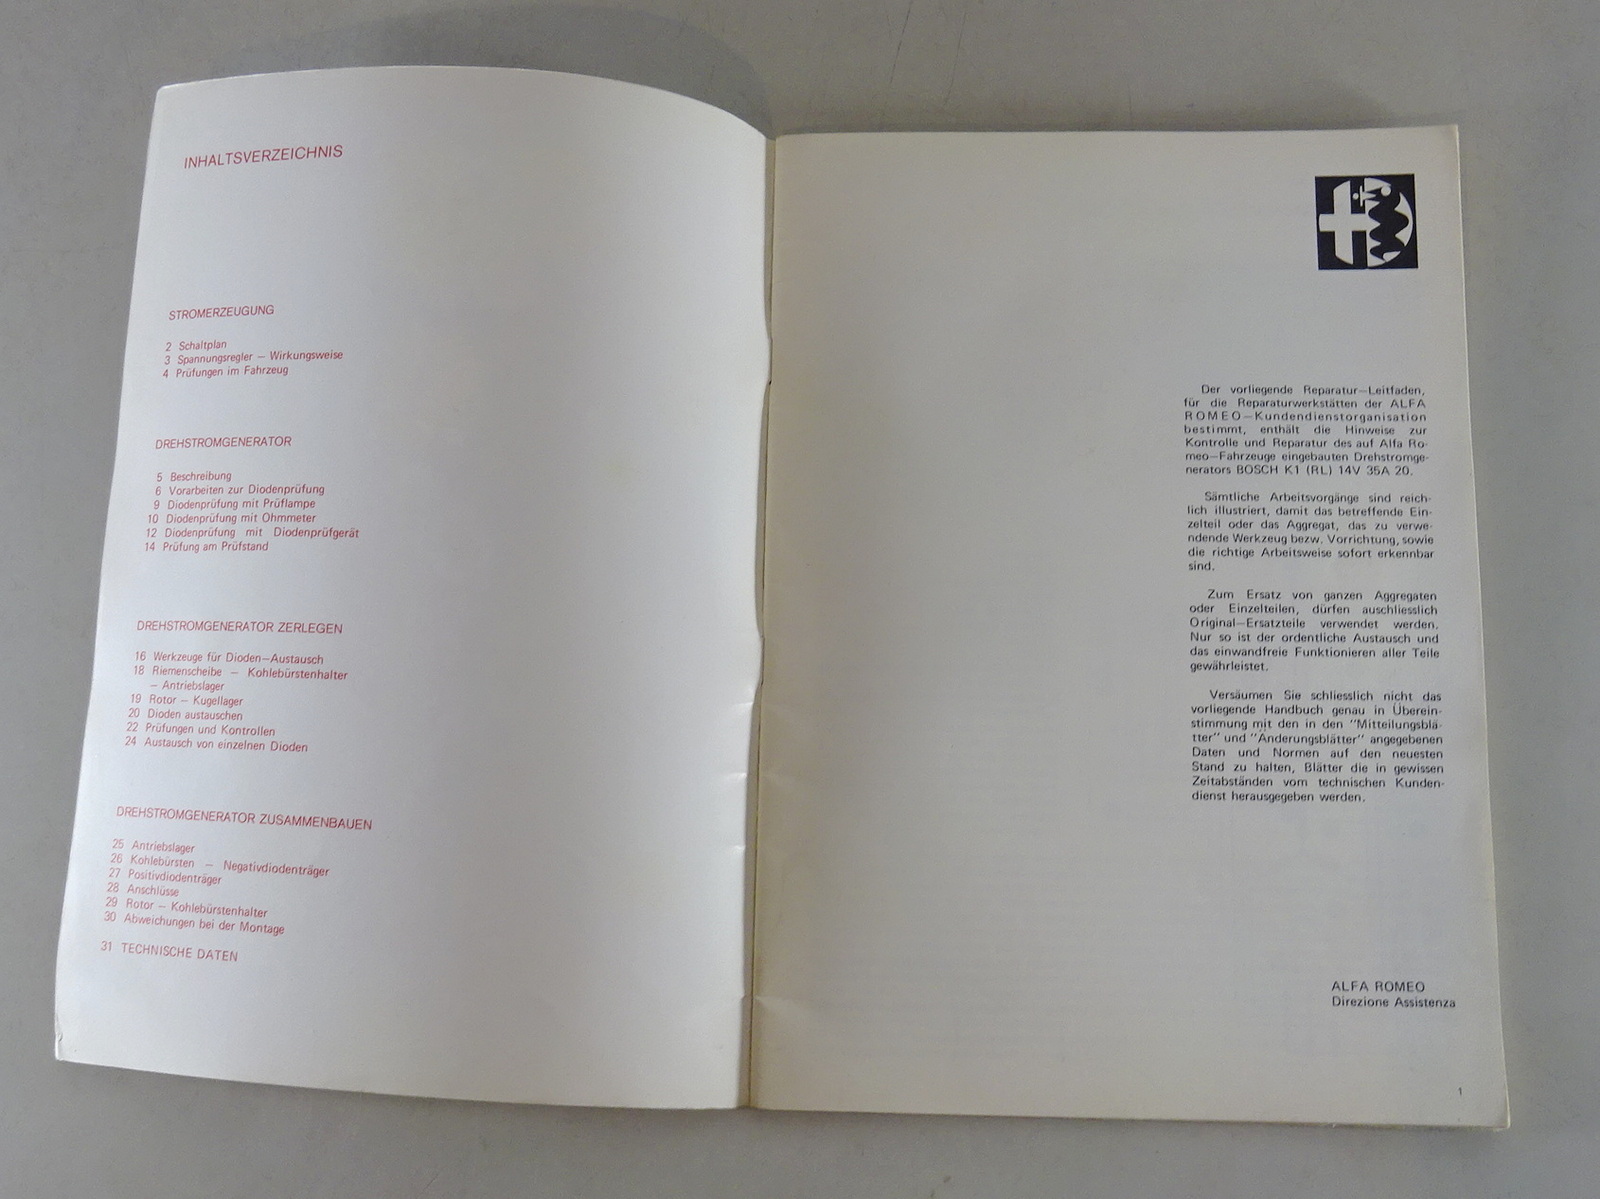 INHALTSVERZEICHNIS
STROMERZEUGUNG
2 Schaltplan
3 Spannungsregler — Wirkungsweise
4 Prüfungen im Fahrzeug
DREHSTROMGENERATOR
5 Beschreibung
6 Vorarbeiten zur Diodenprüfung
9 Diodenprüfung mit Prüflampe
10 Diodenprüfung mit Ohmmeter
12 Diodenprüfung mit Diodenprüfgerät
14 Prüfung am Prüfstand
DREHSTROMGENERATOR ZERLEGEN
16 Werkzeuge für Dioden—Austausch
18 Riemenscheibe — Kohlebürstenhalter
— Antriebslager
19 Rotor — Kugellager
20 Dioden austauschen
22 Prüfungen und Kontrollen
24 Austausch von einzelnen Dioden
DREHSTROMGENERATOR ZUSAMMENBAUEN
25 Antriebslager
26 Kohlebürsten — Negativdiodenträger
27 Positivdiodenträger
28 Anschlüsse
29 Rotor — Kohlebürstenhalter
30 Abweichungen bei der Montage
31 TECHNISCHE DATEN
Der vorliegende Reparatur—Leitfaden,
für die Reparaturwerkstätten der ALFA
ROMEO—Kundendienstorganisation
bestimmt, enthält die Hinweise zur
Kontrolle und Reparatur des auf Alfa Ro-
meo—Fahrzeuge eingebauten Drehstromge-
nerators BOSCH K1 (RL) 14V 35A 20.
Sämtliche Arbeitsvorgänge sind reich-
lich illustriert, damit das betreffende Ein-
zelteil oder das Aggregat, das zu verwe-
ndende Werkzeug bezw. Vorrichtung, sowie
die richtige Arbeitsweise sofort erkennbar
sind.
Zum Ersatz von ganzen Aggregaten
oder Einzelteilen, dürfen auschliesslich
Original—Ersatzteile verwendet werden.
Nur so ist der ordentliche Austausch und
das einwandfreie Funktionieren aller Teile
gewährleistet.
Versäumen Sie schliesslich nicht das
vorliegende Handbuch genau in Überein-
stimmung mit den in den "Mitteilungsblä-
tter" und "Änderungsblätter" angegebenen
Daten und Normen auf den neuesten
Stand zu halten, Blätter die in gewissen
Zeitabständen vom technischen Kunden-
dienst herausgegeben werden.
ALFA ROMEO
Direzione Assistenza
1